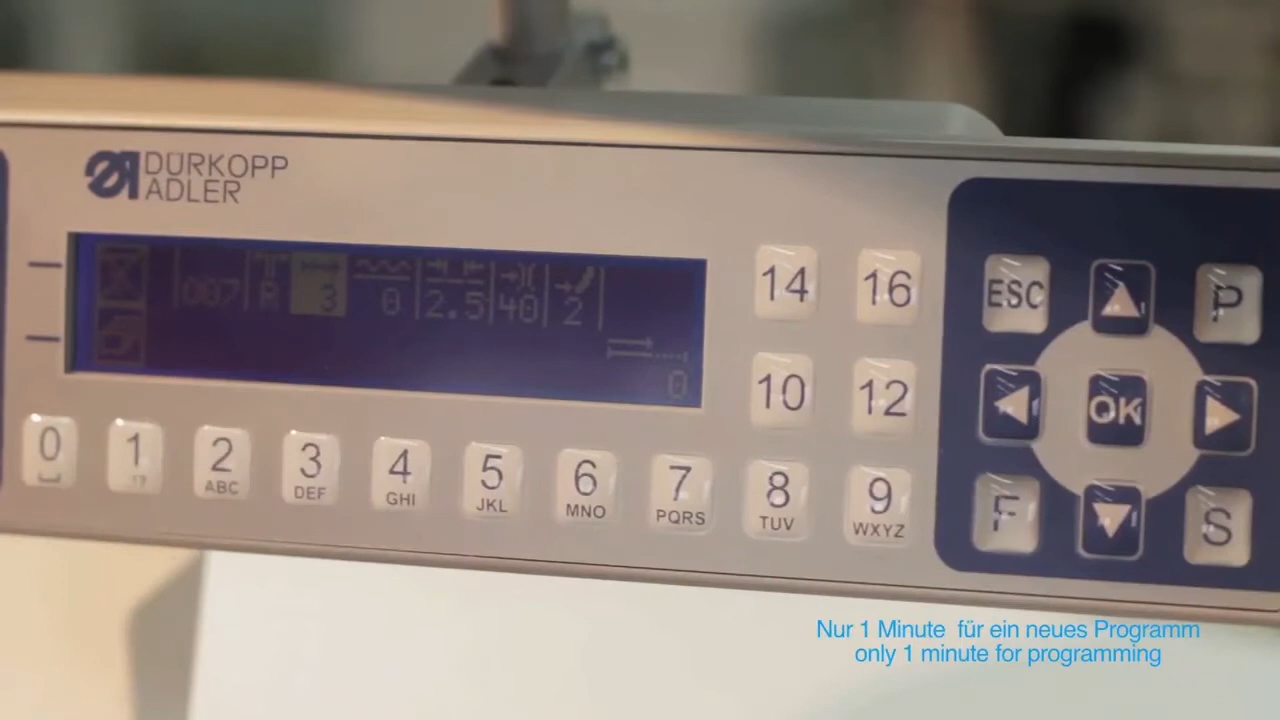 DÜRKOPP
ADLER
007 R 3 0 2.5 40 2
0
14 16
10 12
0 1 2 3 4 5 6 7 8 9
ABC DEF GHI JKL MNO PQRS TUV WXYZ
ESC P
OK
F S
Nur 1 Minute für ein neues Programm
only 1 minute for programming